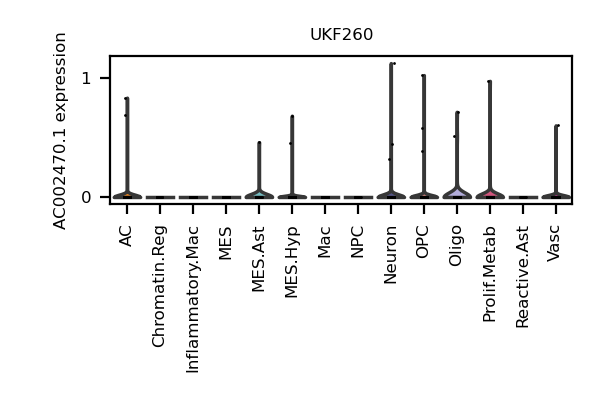 UKF260
AC002470.1 expression
1
0
AC
Chromatin.Reg
Inflammatory.Mac
MES
MES.Ast
MES.Hyp
Mac
NPC
Neuron
OPC
Oligo
Prolif.Metab
Reactive.Ast
Vasc